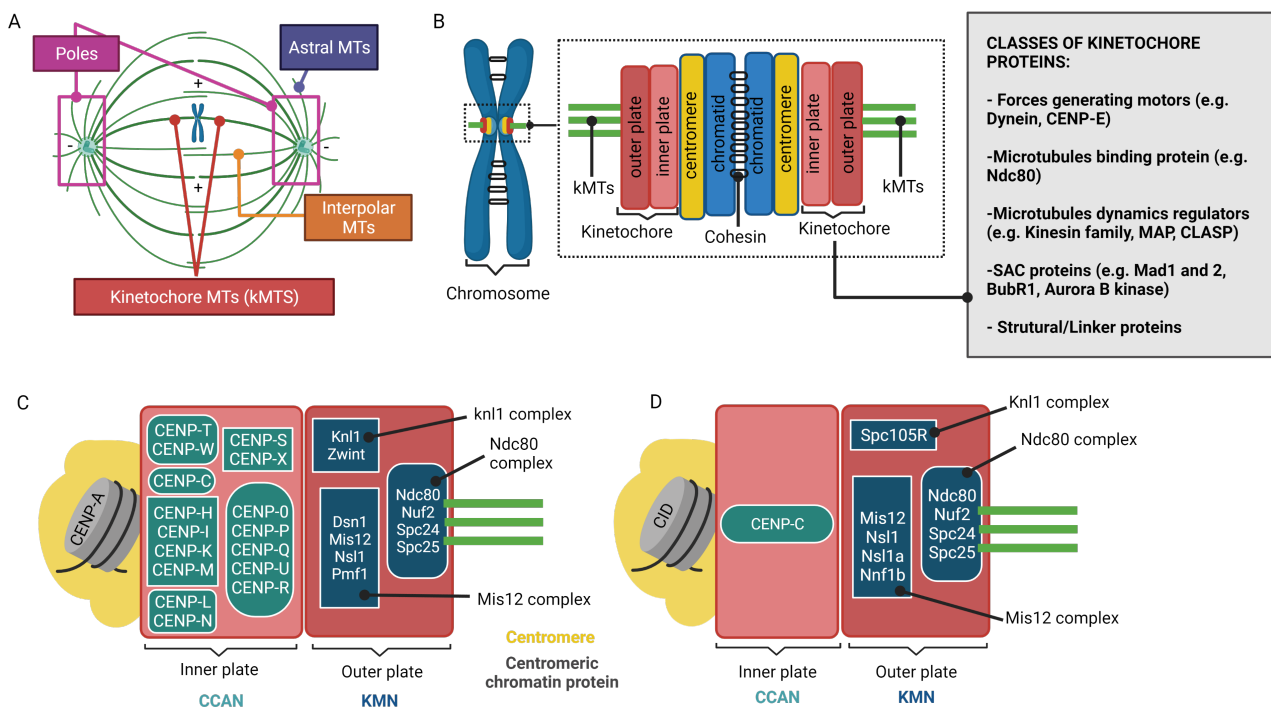 A
Poles
Astral MTs
+
-
-
+
Interpolar
MTs
Kinetochore MTs (kMTS)
B
Chromosome
kMTs
outer plate
inner plate
centromere
chromatid
chromatid
centromere
inner plate
outer plate
kMTs
Kinetochore
Cohesin
Kinetochore
CLASSES OF KINETOCHORE
PROTEINS:
- Forces generating motors (e.g.
Dynein, CENP-E)
-Microtubules binding protein (e.g.
Ndc80)
-Microtubules dynamics regulators
(e.g. Kinesin family, MAP, CLASP)
-SAC proteins (e.g. Mad1 and 2,
BubR1, Aurora B kinase)
- Strutural/Linker proteins
C
CENP-A
CENP-T
CENP-W
CENP-S
CENP-X
CENP-C
CENP-H
CENP-I
CENP-K
CENP-M
CENP-0
CENP-P
CENP-Q
CENP-U
CENP-R
CENP-L
CENP-N
Knl1
Zwint
Dsn1
Mis12
Nsl1
Pmf1
Ndc80
Nuf2
Spc24
Spc25
knl1 complex
Ndc80
complex
Mis12 complex
Inner plate
CCAN
Outer plate
KMN
Centromere
Centromeric
chromatin protein
D
CID
CENP-C
Spc105R
Mis12
Nsl1
Nsl1a
Nnf1b
Ndc80
Nuf2
Spc24
Spc25
Knl1 complex
Ndc80 complex
Mis12 complex
Inner plate
CCAN
Outer plate
KMN